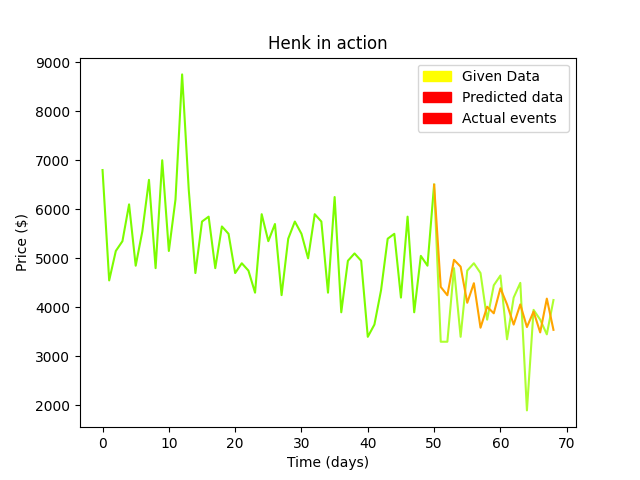 Henk in action
Given Data
Predicted data
Actual events
Price ($)
9000
8000
7000
6000
5000
4000
3000
2000
0 10 20 30 40 50 60 70
Time (days)